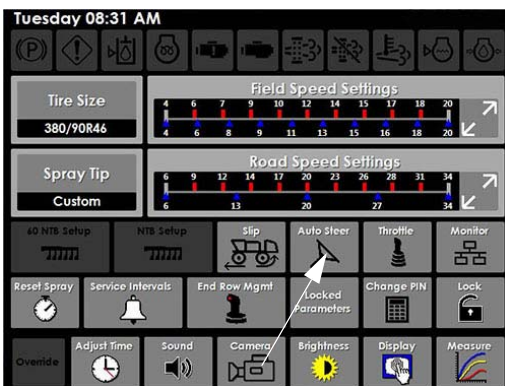 Tuesday 08:31 AM
Tire Size
380/90R46
Field Speed Settings
4 6 7 9 10 12 14 15 17 18 20
4 6 8 9 11 13 15 16 18 20
Spray Tip
Custom
Road Speed Settings
6 9 12 14 17 20 23 26 28 31 34
6 13 20 27 34
60 NTB Setup
NTB Setup
Slip
Auto Steer
Throttle
Monitor
Reset Spray
Service Intervals
End Row Mgmt
Locked
Parameters
Change PIN
Lock
Override
Adjust Time
Sound
Camera
Brightness
Display
Measure